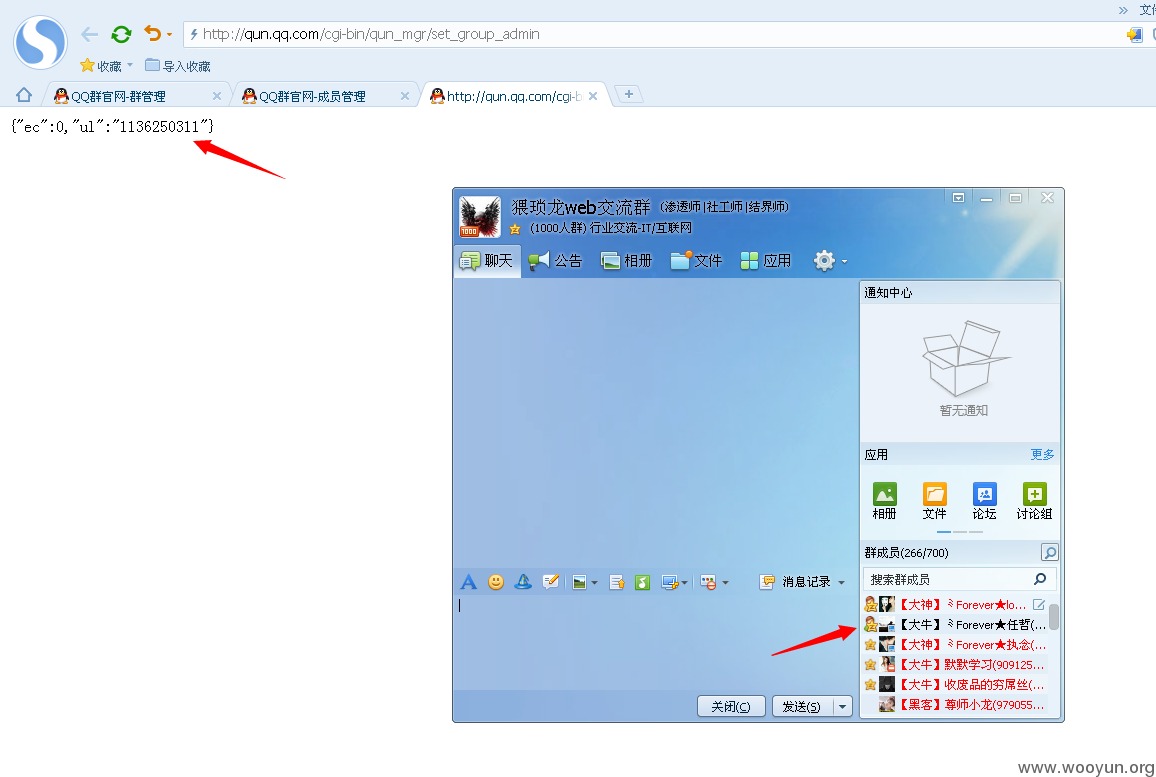 » 文件
http://qun.qq.com/cgi-bin/qun_mgr/set_group_admin
收藏 导入收藏
QQ群官网-群管理 QQ群官网-成员管理 http://qun.qq.com/cgi-b
{"ec":0,"ul":"1136250311"}
猥琐龙web交流群 (渗透师|社工师|结界师)
1000 (1000人群) 行业交流-IT/互联网
聊天 公告 相册 文件 应用
通知中心
暂无通知
应用 更多
相册 文件 论坛 讨论组
群成员(266/700)
搜索群成员
消息记录
【大神】ミForever★lo...
【大牛】ミForever★任哲(...
【大神】ミForever★执念(...
【大牛】默默学习(909125...
【大牛】收废品的穷屌丝(...
【黑客】尊师小龙(979055...
关闭(C) 发送(S)
www.wooyun.org